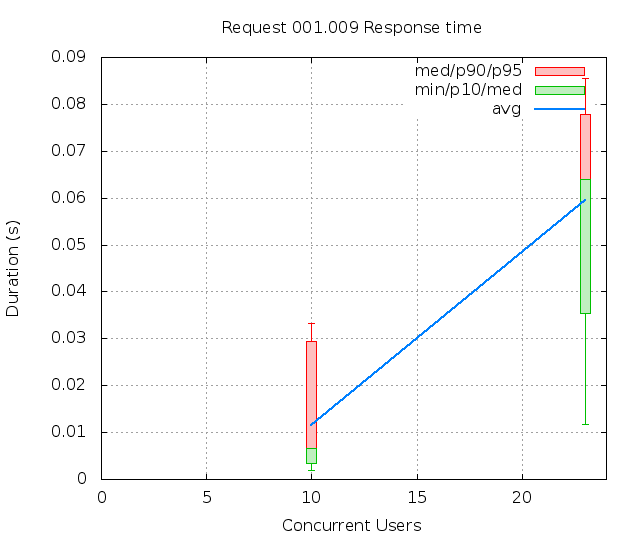 Request 001.009 Response time
0.09
0.08
0.07
0.06
0.05
0.04
0.03
0.02
0.01
0
Duration (s)
med/p90/p95
min/p10/med
avg
0 5 10 15 20
Concurrent Users